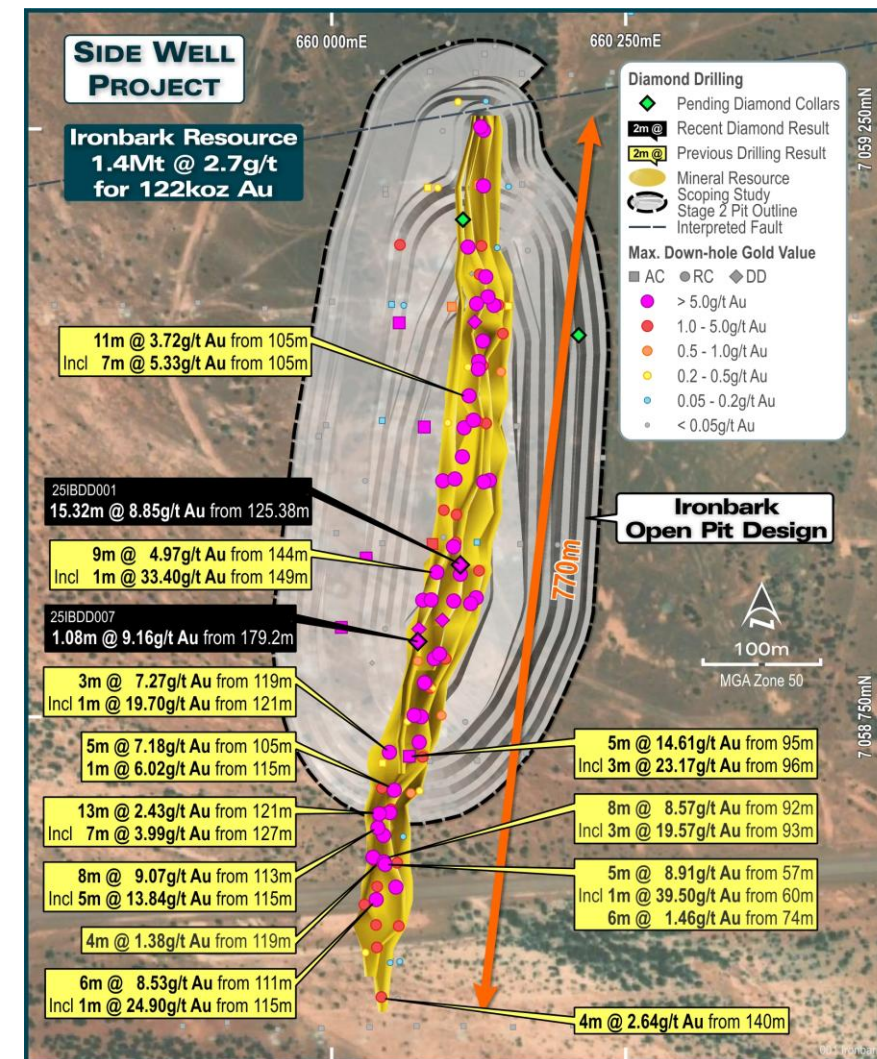 SIDE WELL
PROJECT
Ironbark Resource
1.4Mt @ 2.7g/t
for 122koz Au
660 000mE
660 250mE
7 059 250mN
7 058 750mN
Diamond Drilling
Pending Diamond Collars
2m @ Recent Diamond Result
2m @ Previous Drilling Result
Mineral Resource
Scoping Study
Stage 2 Pit Outline
Interpreted Fault
Max. Down-hole Gold Value
AC RC DD
> 5.0g/t Au
1.0 - 5.0g/t Au
0.5 - 1.0g/t Au
0.2 - 0.5g/t Au
0.05 - 0.2g/t Au
< 0.05g/t Au
11m @ 3.72g/t Au from 105m
Incl 7m @ 5.33g/t Au from 105m
25IBDD001
15.32m @ 8.85g/t Au from 125.38m
9m @ 4.97g/t Au from 144m
Incl 1m @ 33.40g/t Au from 149m
25IBDD007
1.08m @ 9.16g/t Au from 179.2m
3m @ 7.27g/t Au from 119m
Incl 1m @ 19.70g/t Au from 121m
5m @ 7.18g/t Au from 105m
1m @ 6.02g/t Au from 115m
13m @ 2.43g/t Au from 121m
Incl 7m @ 3.99g/t Au from 127m
8m @ 9.07g/t Au from 113m
Incl 5m @ 13.84g/t Au from 115m
4m @ 1.38g/t Au from 119m
6m @ 8.53g/t Au from 111m
Incl 1m @ 24.90g/t Au from 115m
Ironbark
Open Pit Design
770m
N
100m
MGA Zone 50
5m @ 14.61g/t Au from 95m
Incl 3m @ 23.17g/t Au from 96m
8m @ 8.57g/t Au from 92m
Incl 3m @ 19.57g/t Au from 93m
5m @ 8.91g/t Au from 57m
Incl 1m @ 39.50g/t Au from 60m
6m @ 1.46g/t Au from 74m
4m @ 2.64g/t Au from 140m